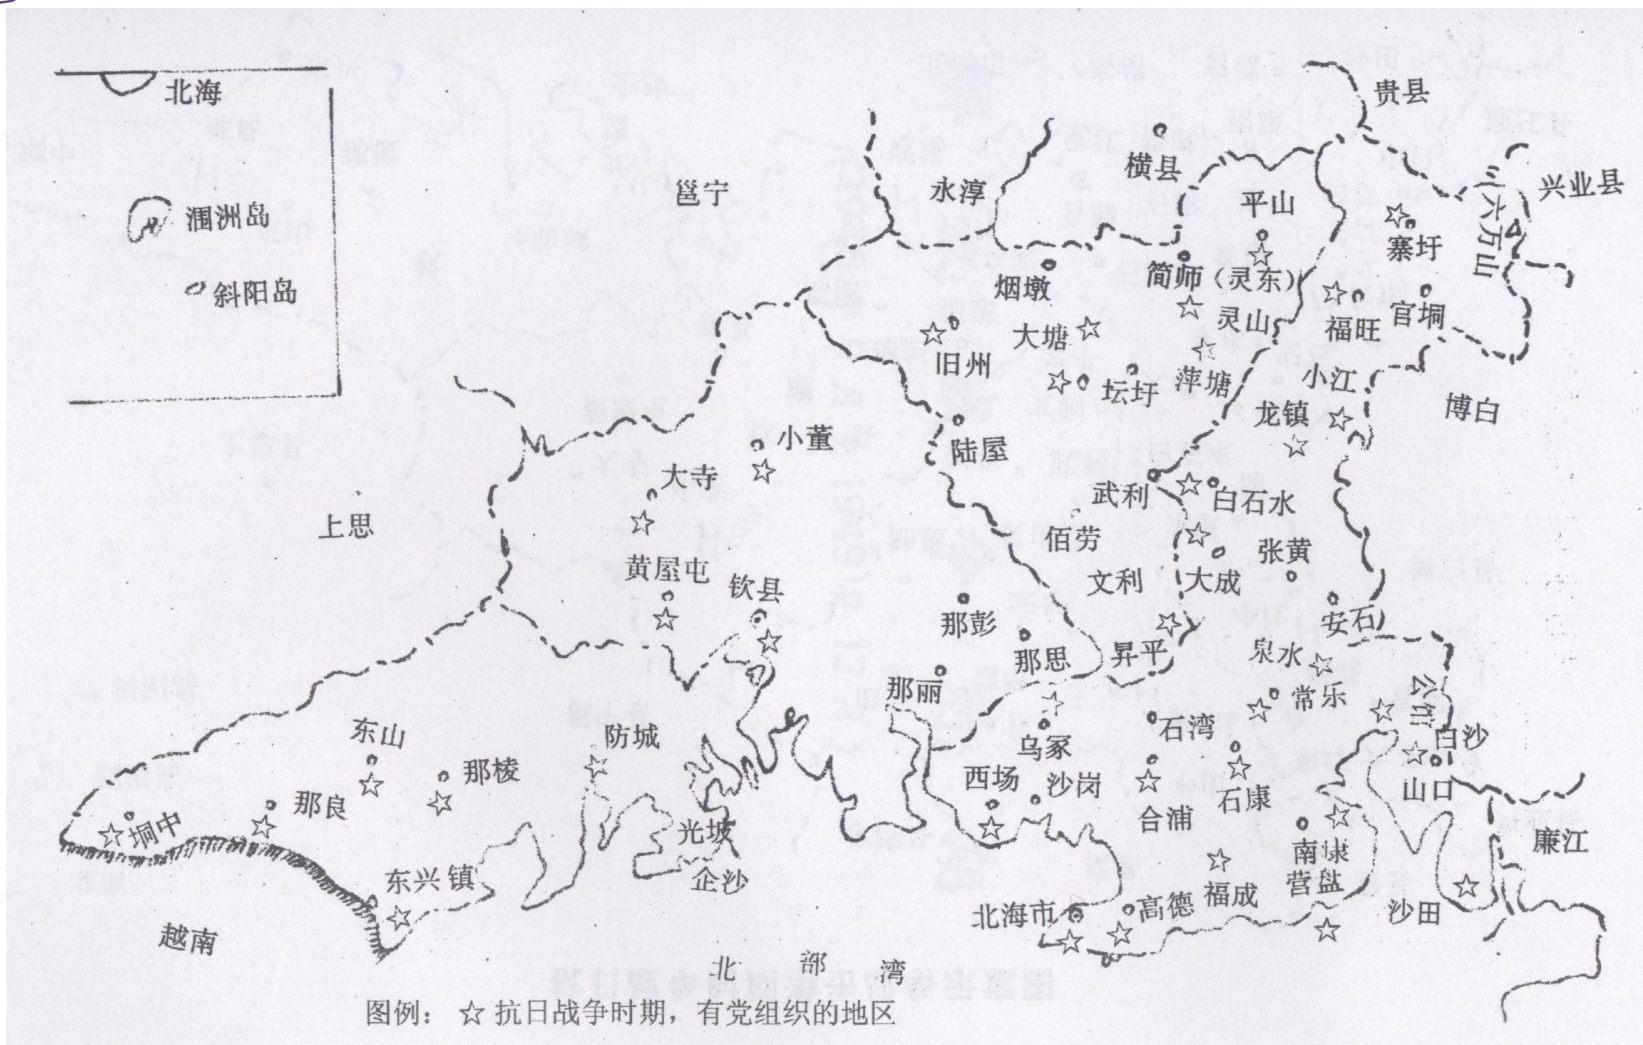 北海
涠洲岛
斜阳岛
邕宁
永淳
横县
贵县
兴业县
六万山
平山
寨圩
烟墩
简师（灵东）
灵山
福旺
官垌
旧州
大塘
坛圩
萍塘
小江
龙镇
博白
小董
陆屋
大寺
武利
白石水
上思
佰劳
张黄
黄屋屯
钦县
文利
大成
那彭
安石
那思
昇平
泉水
那丽
常乐
公馆
东山
防城
石湾
白沙
乌冢
那棱
西场
沙岗
石康
山口
那良
合浦
垌中
光坡
南康
廉江
东兴镇
企沙
营盘
福成
沙田
高德
北海市
越南
北部湾
图例： ☆ 抗日战争时期，有党组织的地区